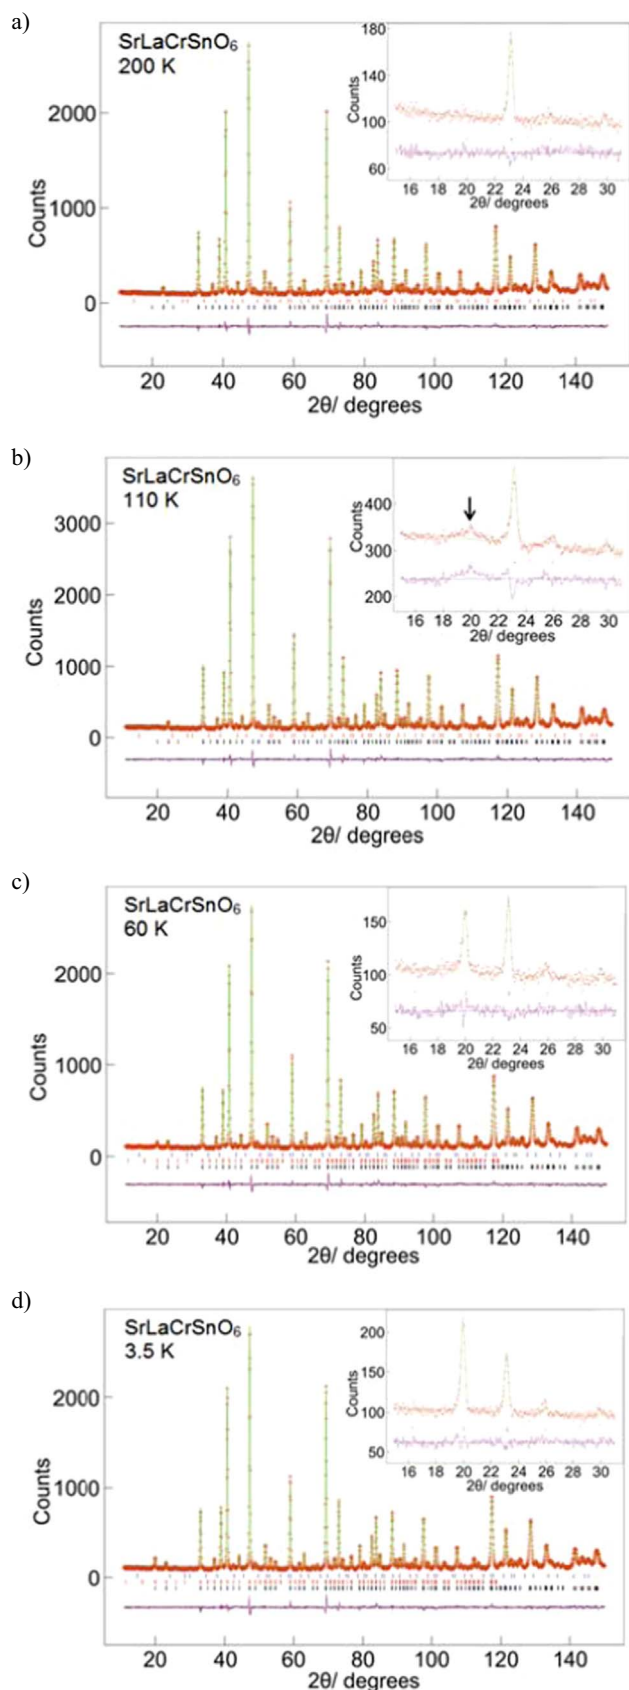 a)
SrLaCrSnO₆
200 K
Counts
2000
1000
0
20 40 60 80 100 120 140
2θ/ degrees
Counts
180
140
100
60
16 18 20 22 24 26 28 30
2θ/ degrees
b)
SrLaCrSnO₆
110 K
Counts
3000
2000
1000
0
20 40 60 80 100 120 140
2θ/ degrees
Counts
400
300
200
16 18 20 22 24 26 28 30
2θ/ degrees
c)
SrLaCrSnO₆
60 K
Counts
2000
1000
0
20 40 60 80 100 120 140
2θ/ degrees
Counts
150
100
50
16 18 20 22 24 26 28 30
2θ/ degrees
d)
SrLaCrSnO₆
3.5 K
Counts
2000
1000
0
20 40 60 80 100 120 140
2θ/ degrees
Counts
200
150
100
50
16 18 20 22 24 26 28 30
2θ/ degrees